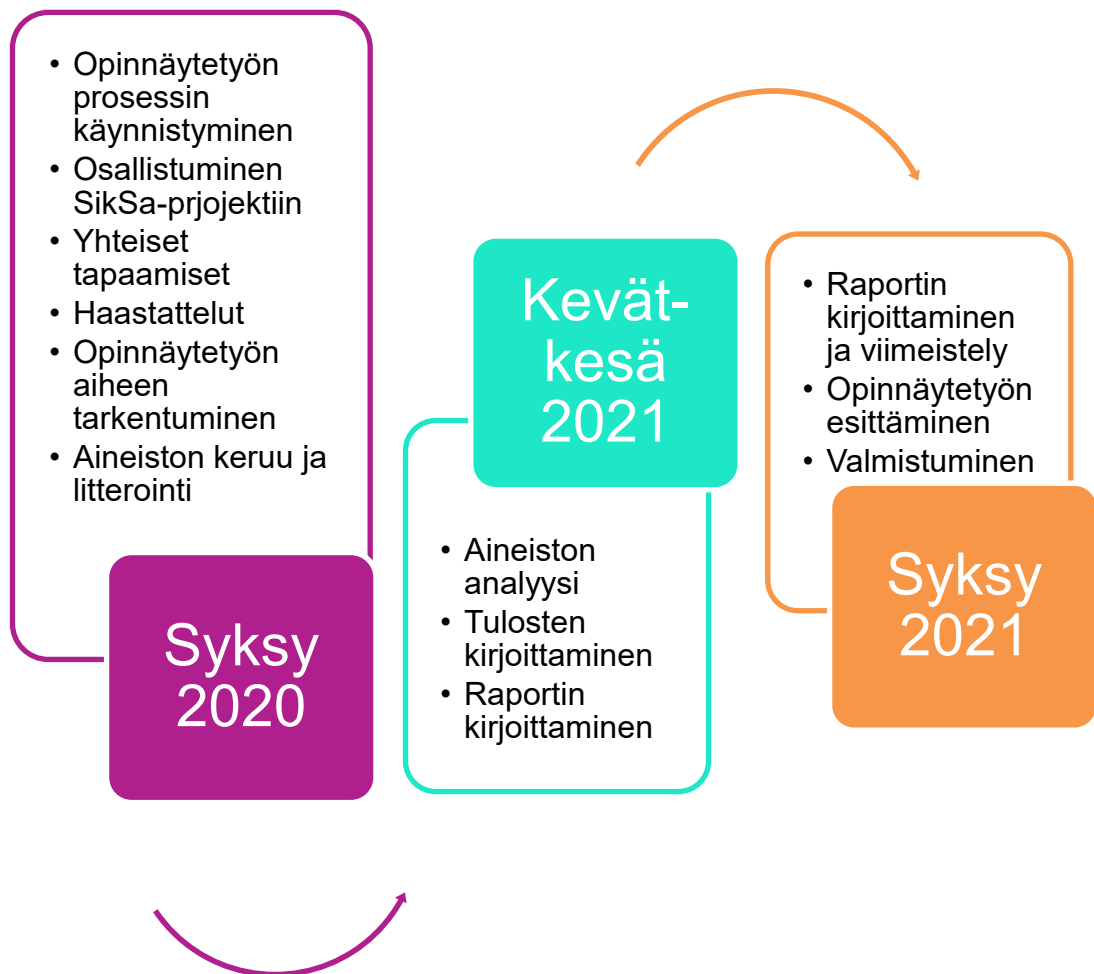 • Opinnäytetyön
prosessin
käynnistyminen
• Osallistuminen
SikSa-prjojektiin
• Yhteiset
tapaamiset
• Haastattelut
• Opinnäytetyön
aiheen
tarkentuminen
• Aineiston keruu ja
litterointi
Syksy
2020
Kevät-
kesä
2021
• Aineiston
analyysi
• Tulosten
kirjoittaminen
• Raportin
kirjoittaminen
• Raportin
kirjoittaminen
ja viimeistely
• Opinnäytetyön
esittäminen
• Valmistuminen
Syksy
2021